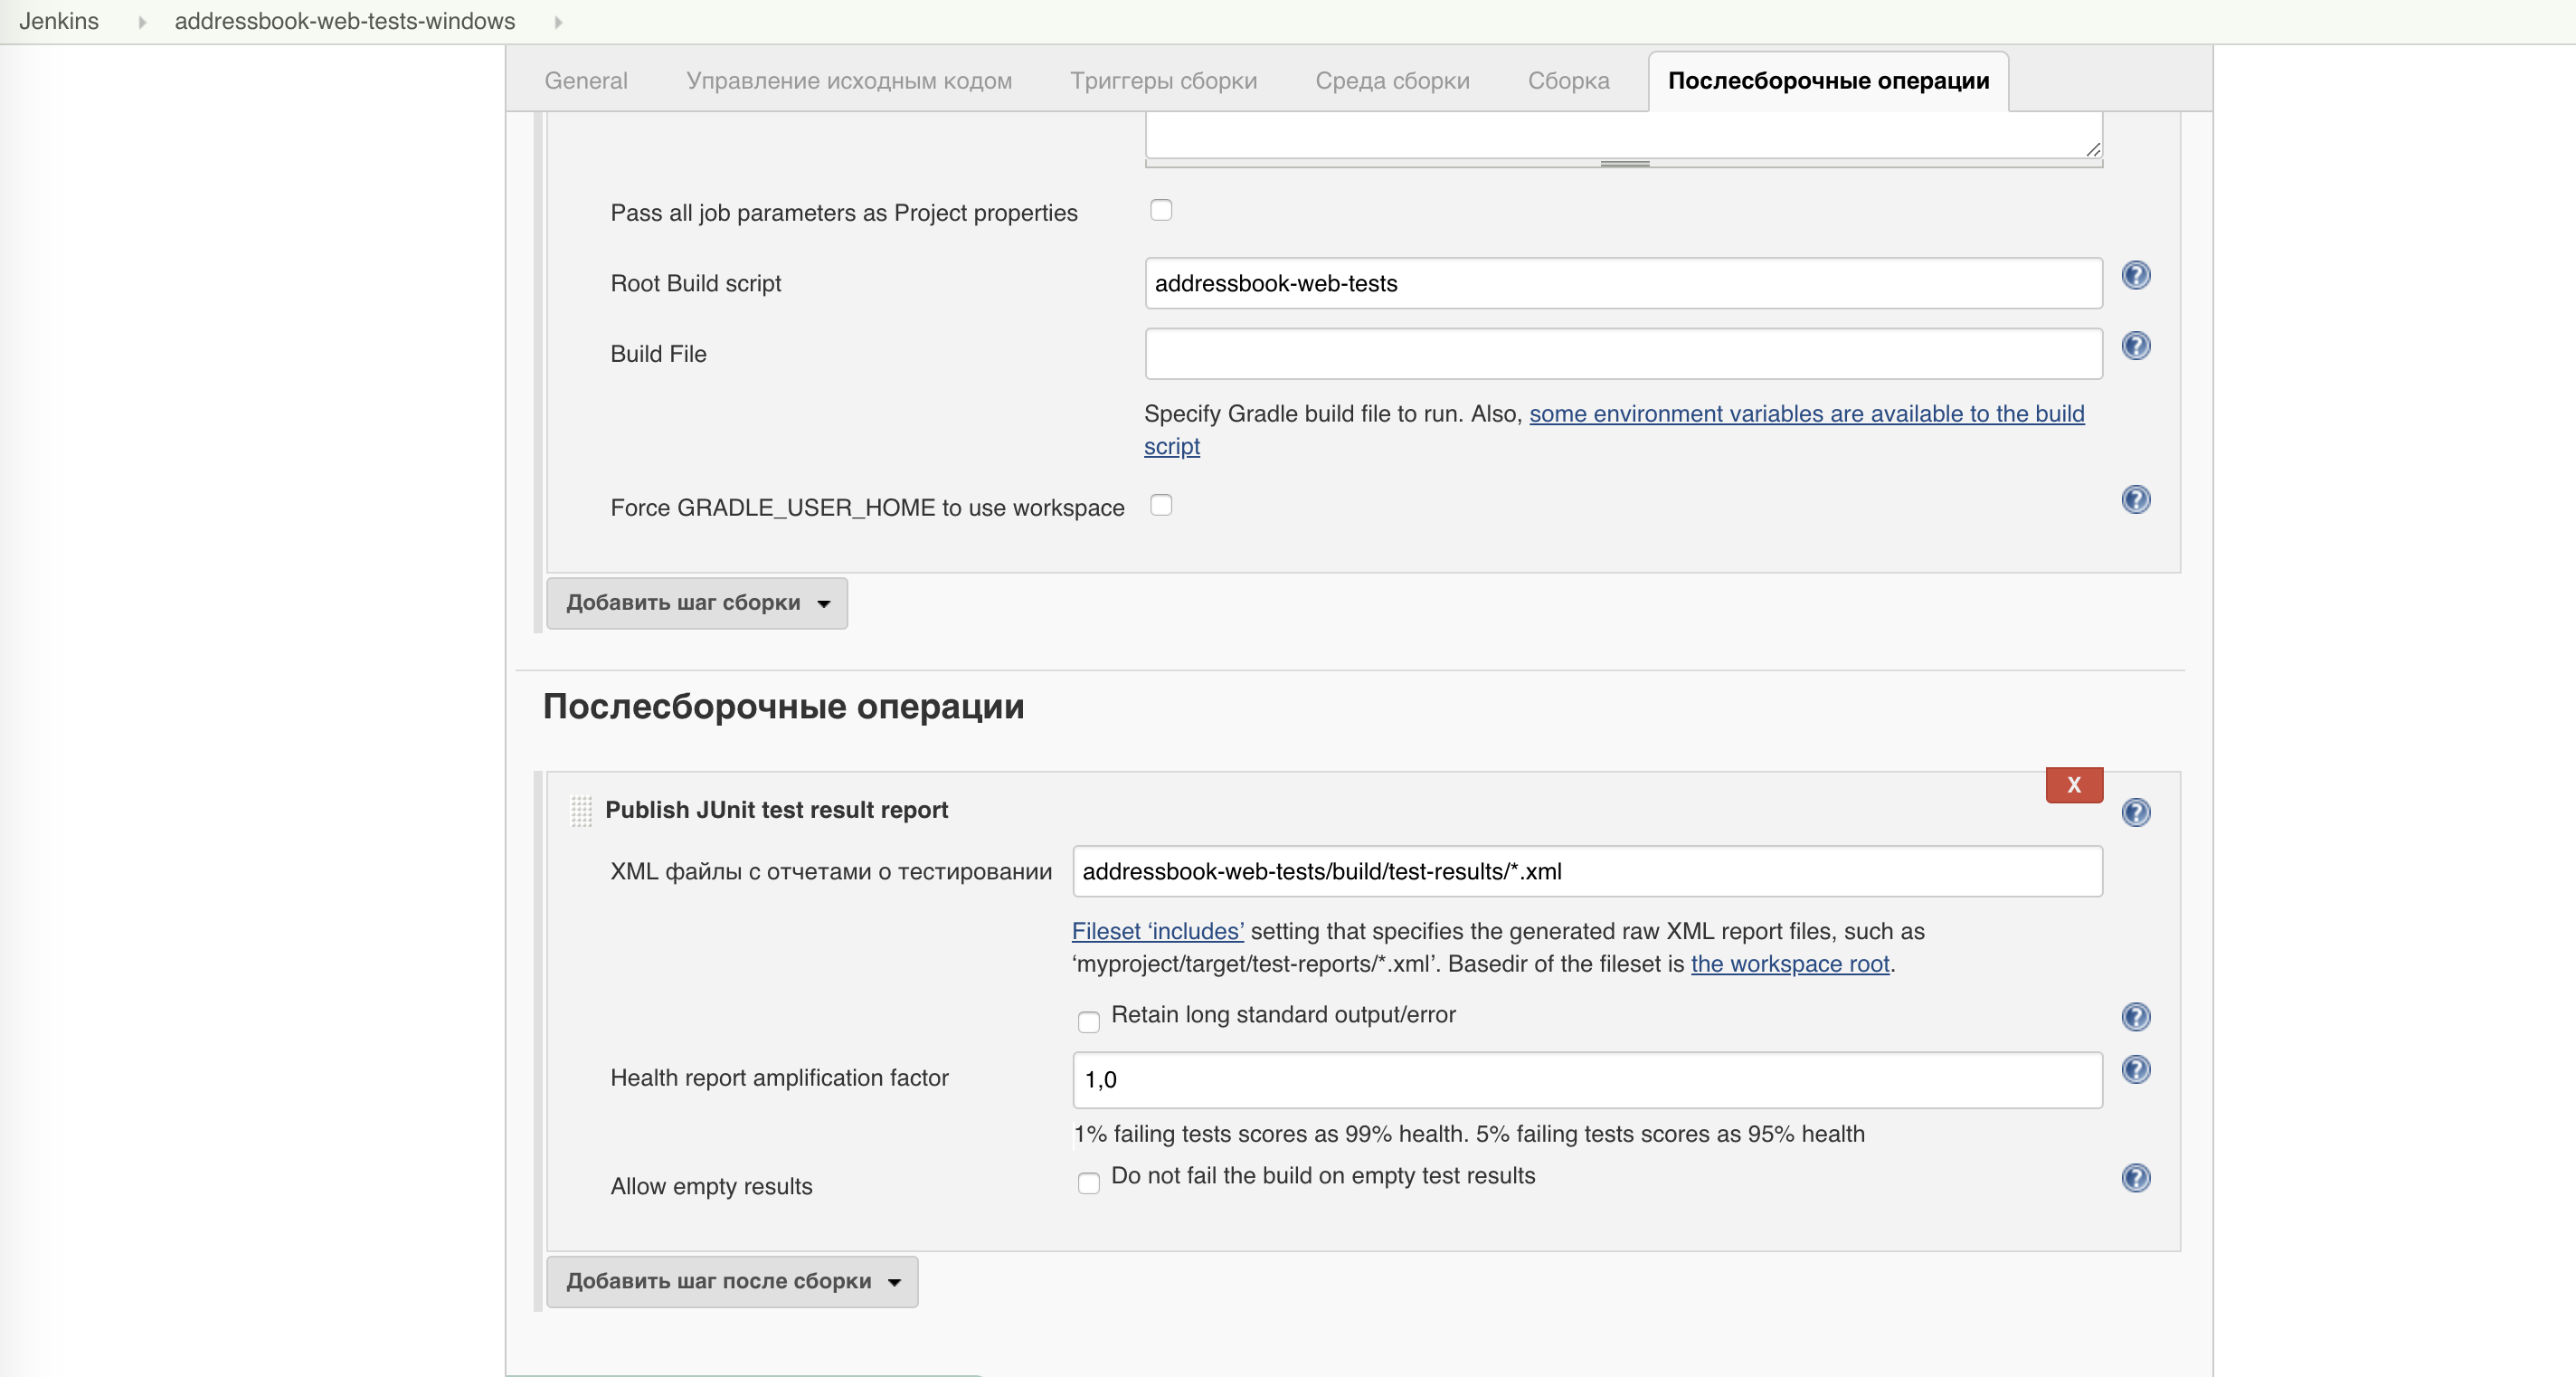 Jenkins addressbook-web-tests-windows
General Управление исходным кодом Триггеры сборки Среда сборки Сборка Послесборочные операции
Pass all job parameters as Project properties
Root Build script addressbook-web-tests
Build File
Specify Gradle build file to run. Also, some environment variables are available to the build
script
Force GRADLE_USER_HOME to use workspace
Добавить шаг сборки
Послесборочные операции
X
Publish JUnit test result report
XML файлы с отчетами о тестировании addressbook-web-tests/build/test-results/*.xml
Fileset ‘includes’ setting that specifies the generated raw XML report files, such as
‘myproject/target/test-reports/*.xml’. Basedir of the fileset is the workspace root.
Retain long standard output/error
Health report amplification factor 1,0
1% failing tests scores as 99% health. 5% failing tests scores as 95% health
Allow empty results Do not fail the build on empty test results
Добавить шаг после сборки